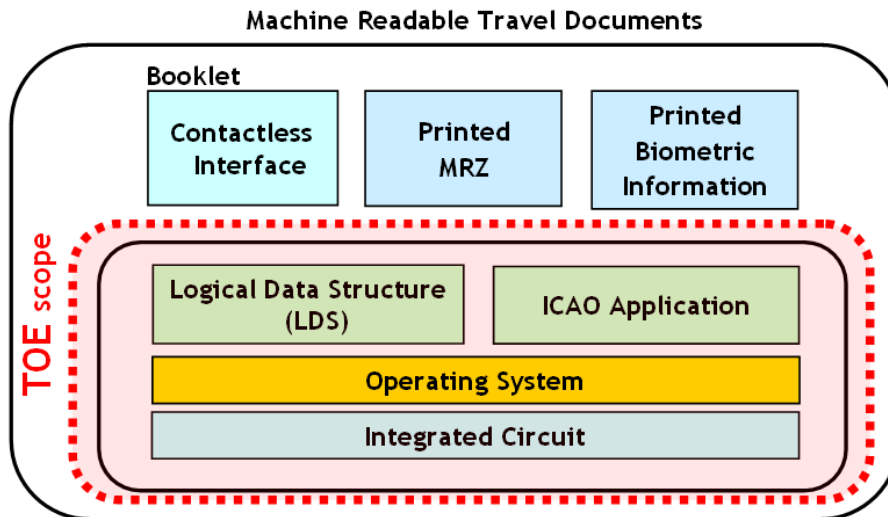 Machine Readable Travel Documents
Booklet
Contactless
Interface
Printed
MRZ
Printed
Biometric
Information
TOE scope
Logical Data Structure
(LDS)
ICAO Application
Operating System
Integrated Circuit